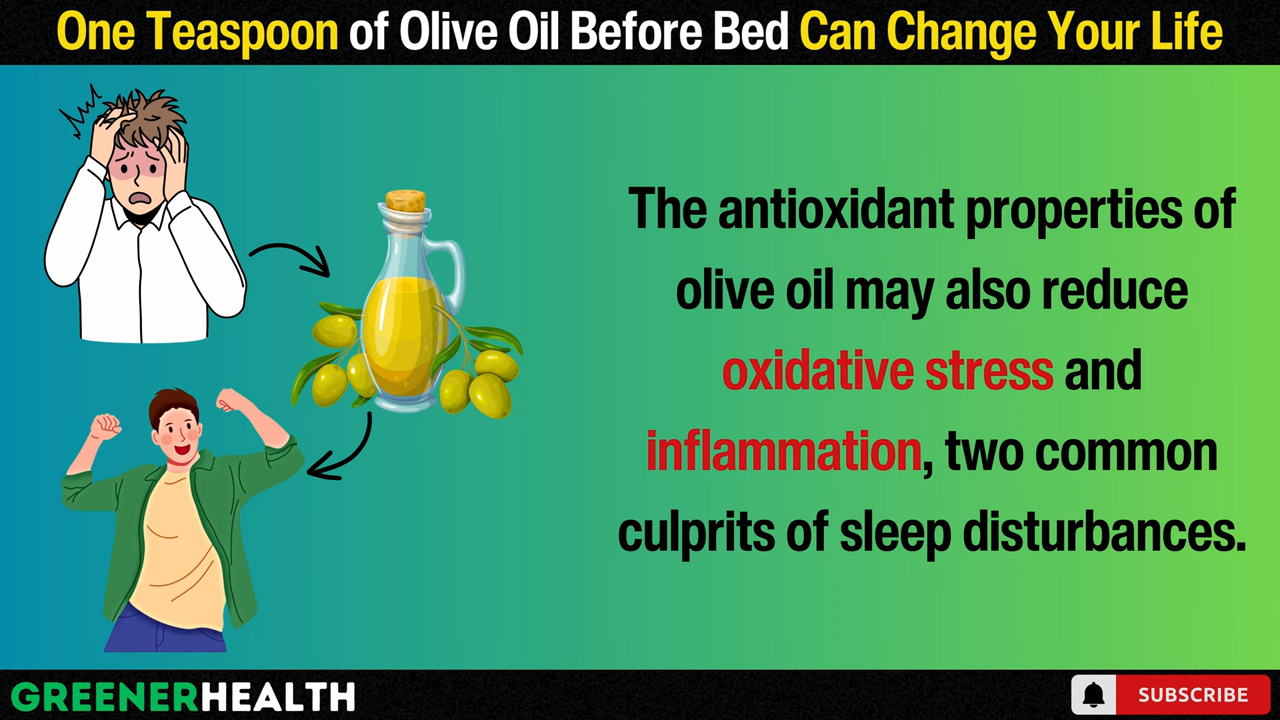 One Teaspoon of Olive Oil Before Bed Can Change Your Life
The antioxidant properties of
olive oil may also reduce
oxidative stress and
inflammation, two common
culprits of sleep disturbances.
GREENERHEALTH
SUBSCRIBE